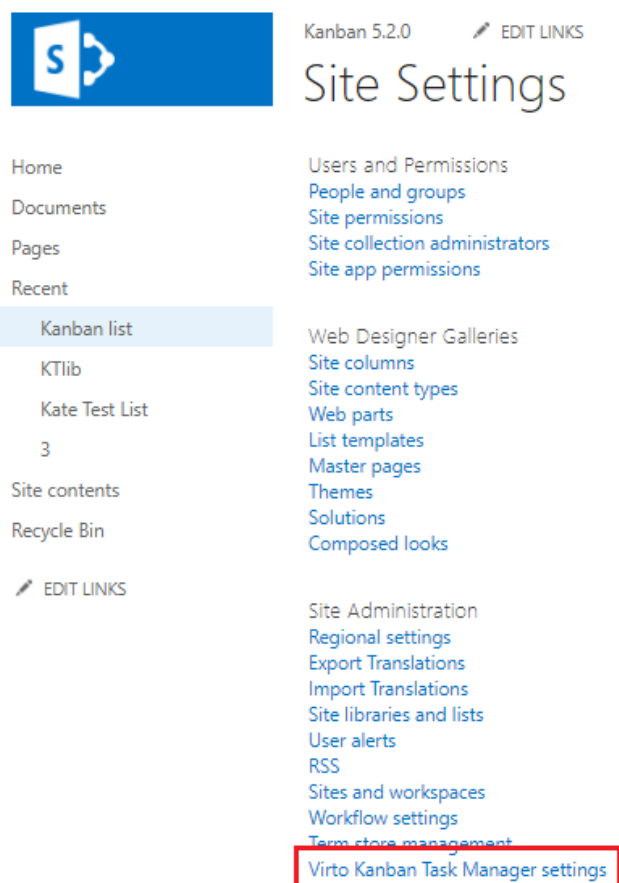 S
Kanban 5.2.0
EDIT LINKS
Site Settings
Home
Documents
Pages
Recent
Kanban list
KTlib
Kate Test List
3
Site contents
Recycle Bin
EDIT LINKS
Users and Permissions
People and groups
Site permissions
Site collection administrators
Site app permissions
Web Designer Galleries
Site columns
Site content types
Web parts
List templates
Master pages
Themes
Solutions
Composed looks
Site Administration
Regional settings
Export Translations
Import Translations
Site libraries and lists
User alerts
RSS
Sites and workspaces
Workflow settings
Term store management
Virto Kanban Task Manager settings